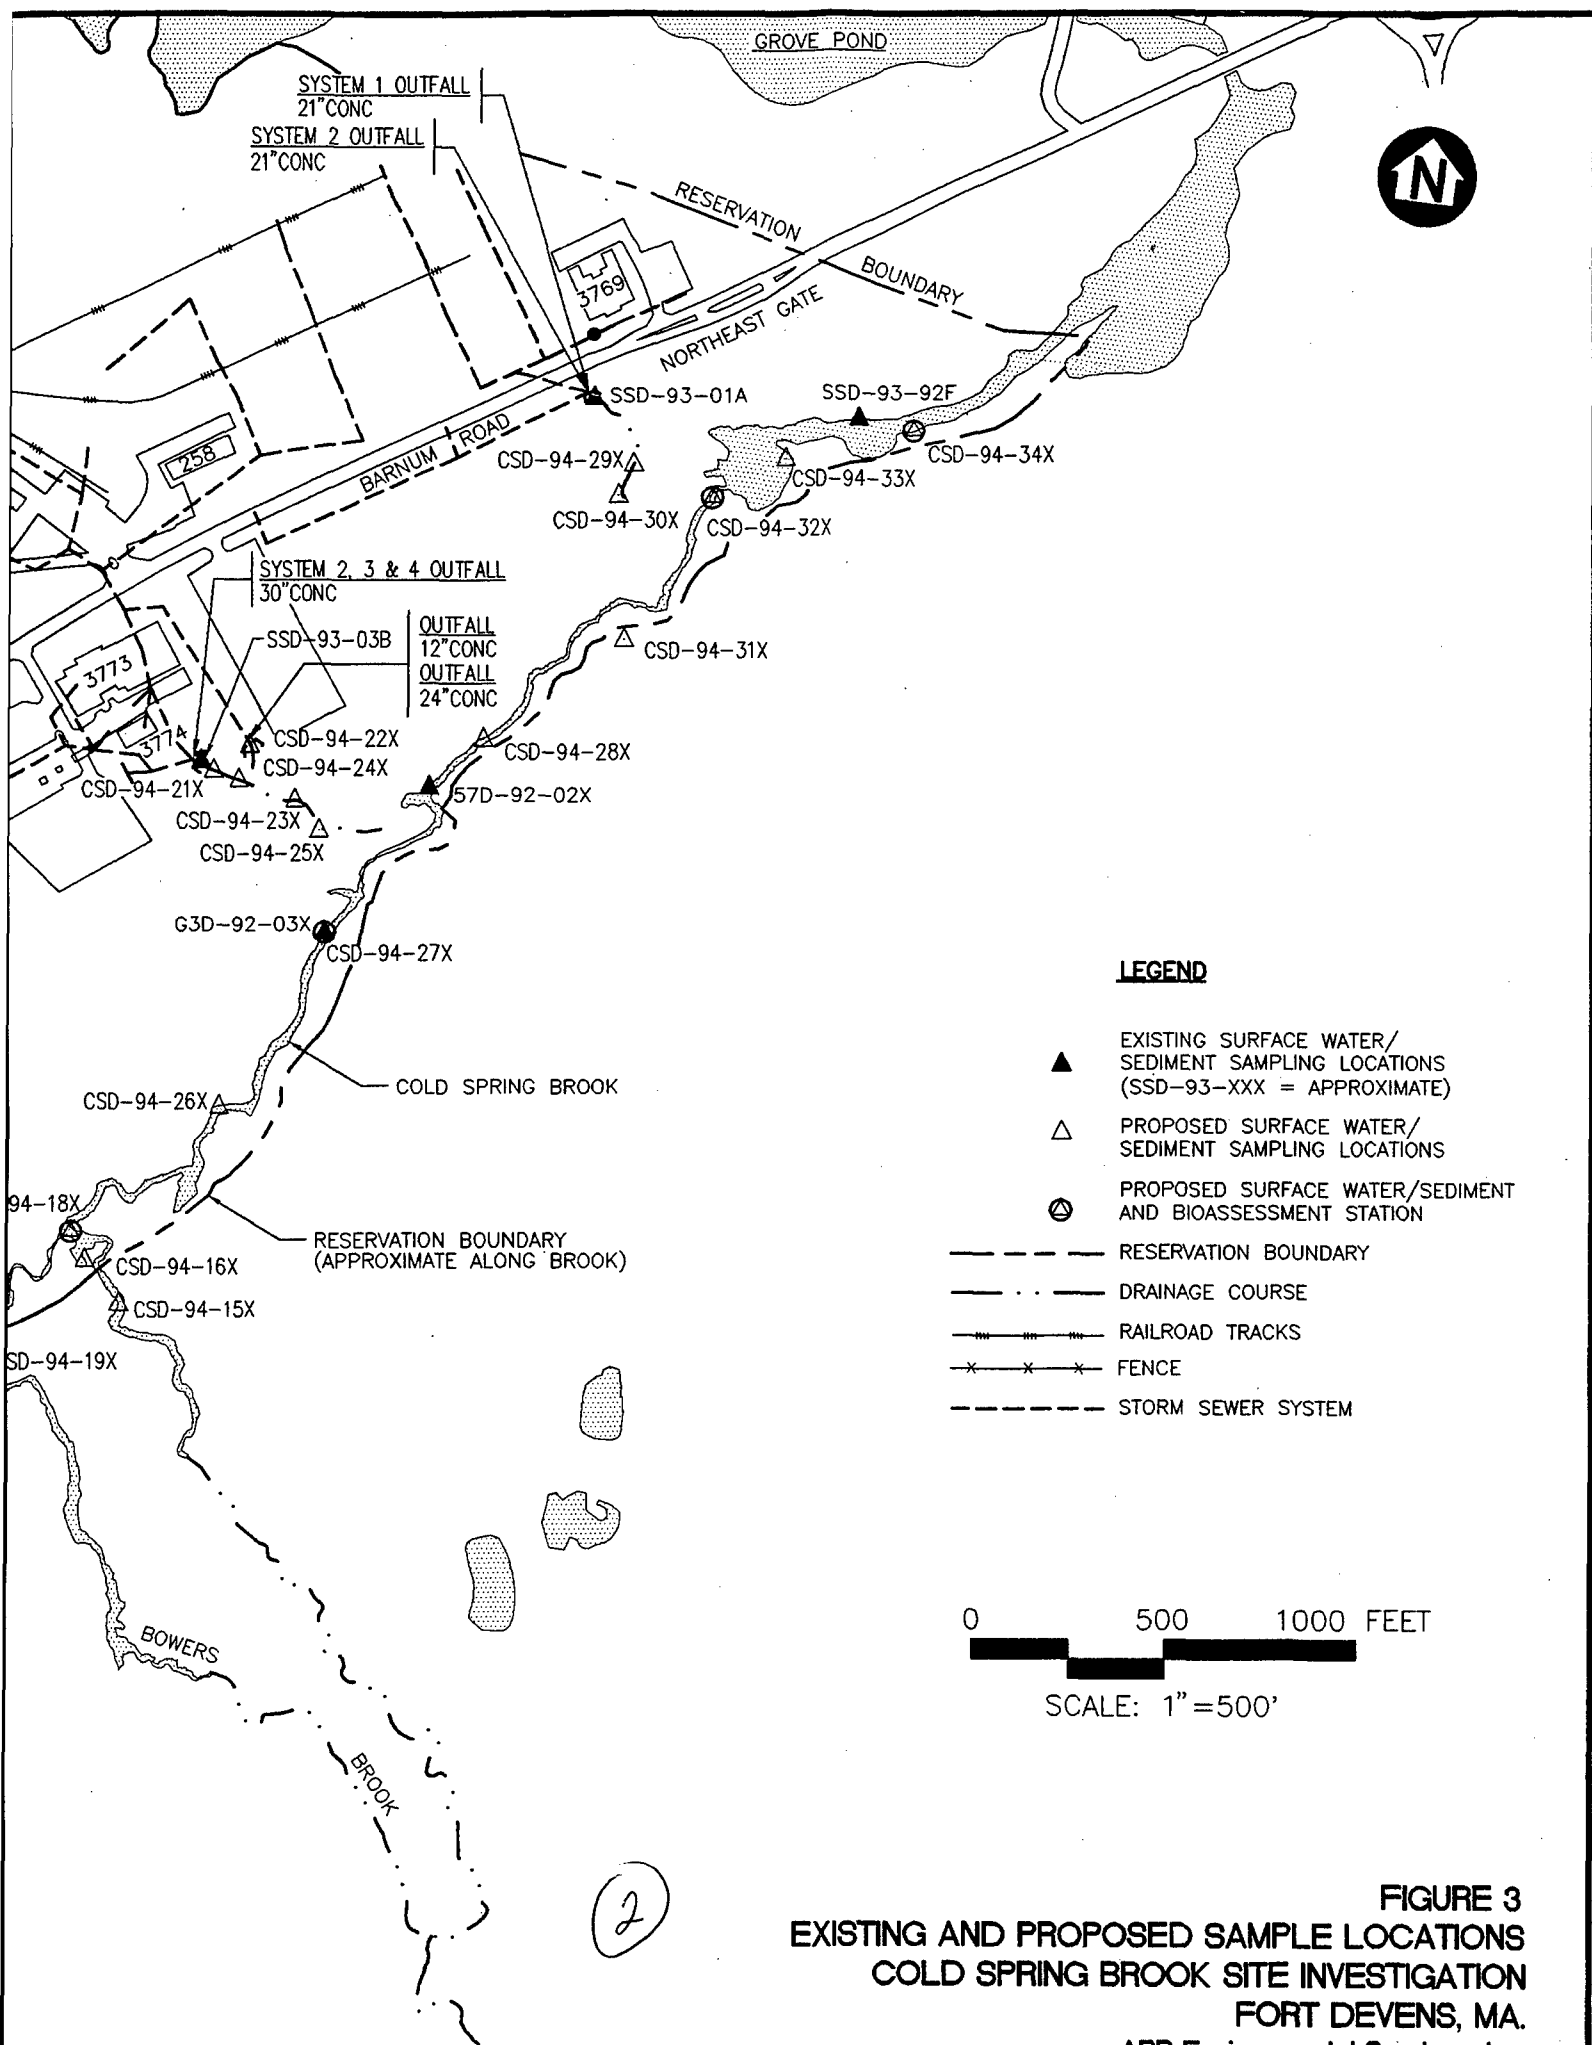 GROVE POND
SYSTEM 1 OUTFALL
21"CONC
SYSTEM 2 OUTFALL
21"CONC
N
RESERVATION
BOUNDARY
3769
NORTHEAST GATE
SSD-93-01A
SSD-93-92F
BARNUM ROAD
258
CSD-94-29X
CSD-94-34X
CSD-94-33X
CSD-94-30X
CSD-94-32X
SYSTEM 2, 3 & 4 OUTFALL
30"CONC
SSD-93-03B
OUTFALL
12"CONC
OUTFALL
24"CONC
CSD-94-31X
3773
3774
CSD-94-22X
CSD-94-28X
CSD-94-24X
CSD-94-21X
57D-92-02X
CSD-94-23X
CSD-94-25X
G3D-92-03X
CSD-94-27X
COLD SPRING BROOK
CSD-94-26X
94-18X
RESERVATION BOUNDARY
(APPROXIMATE ALONG BROOK)
CSD-94-16X
CSD-94-15X
SD-94-19X
BOWERS
BROOK
LEGEND
EXISTING SURFACE WATER/
SEDIMENT SAMPLING LOCATIONS
(SSD-93-XXX = APPROXIMATE)
PROPOSED SURFACE WATER/
SEDIMENT SAMPLING LOCATIONS
PROPOSED SURFACE WATER/SEDIMENT
AND BIOASSESSMENT STATION
RESERVATION BOUNDARY
DRAINAGE COURSE
RAILROAD TRACKS
FENCE
STORM SEWER SYSTEM
0 500 1000 FEET
SCALE: 1"=500'
2
FIGURE 3
EXISTING AND PROPOSED SAMPLE LOCATIONS
COLD SPRING BROOK SITE INVESTIGATION
FORT DEVENS, MA.